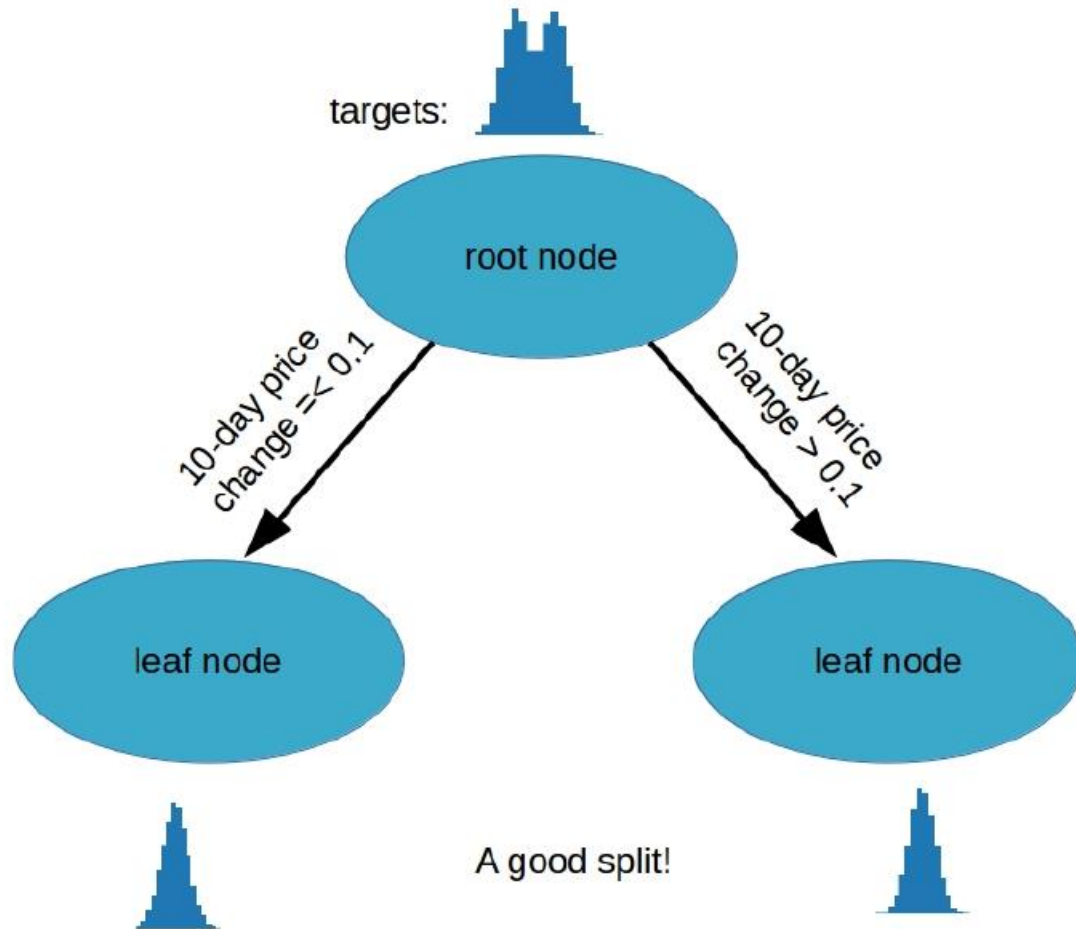 targets:
root node
10-day price
change =< 0.1
10-day price
change > 0.1
leaf node
leaf node
A good split!